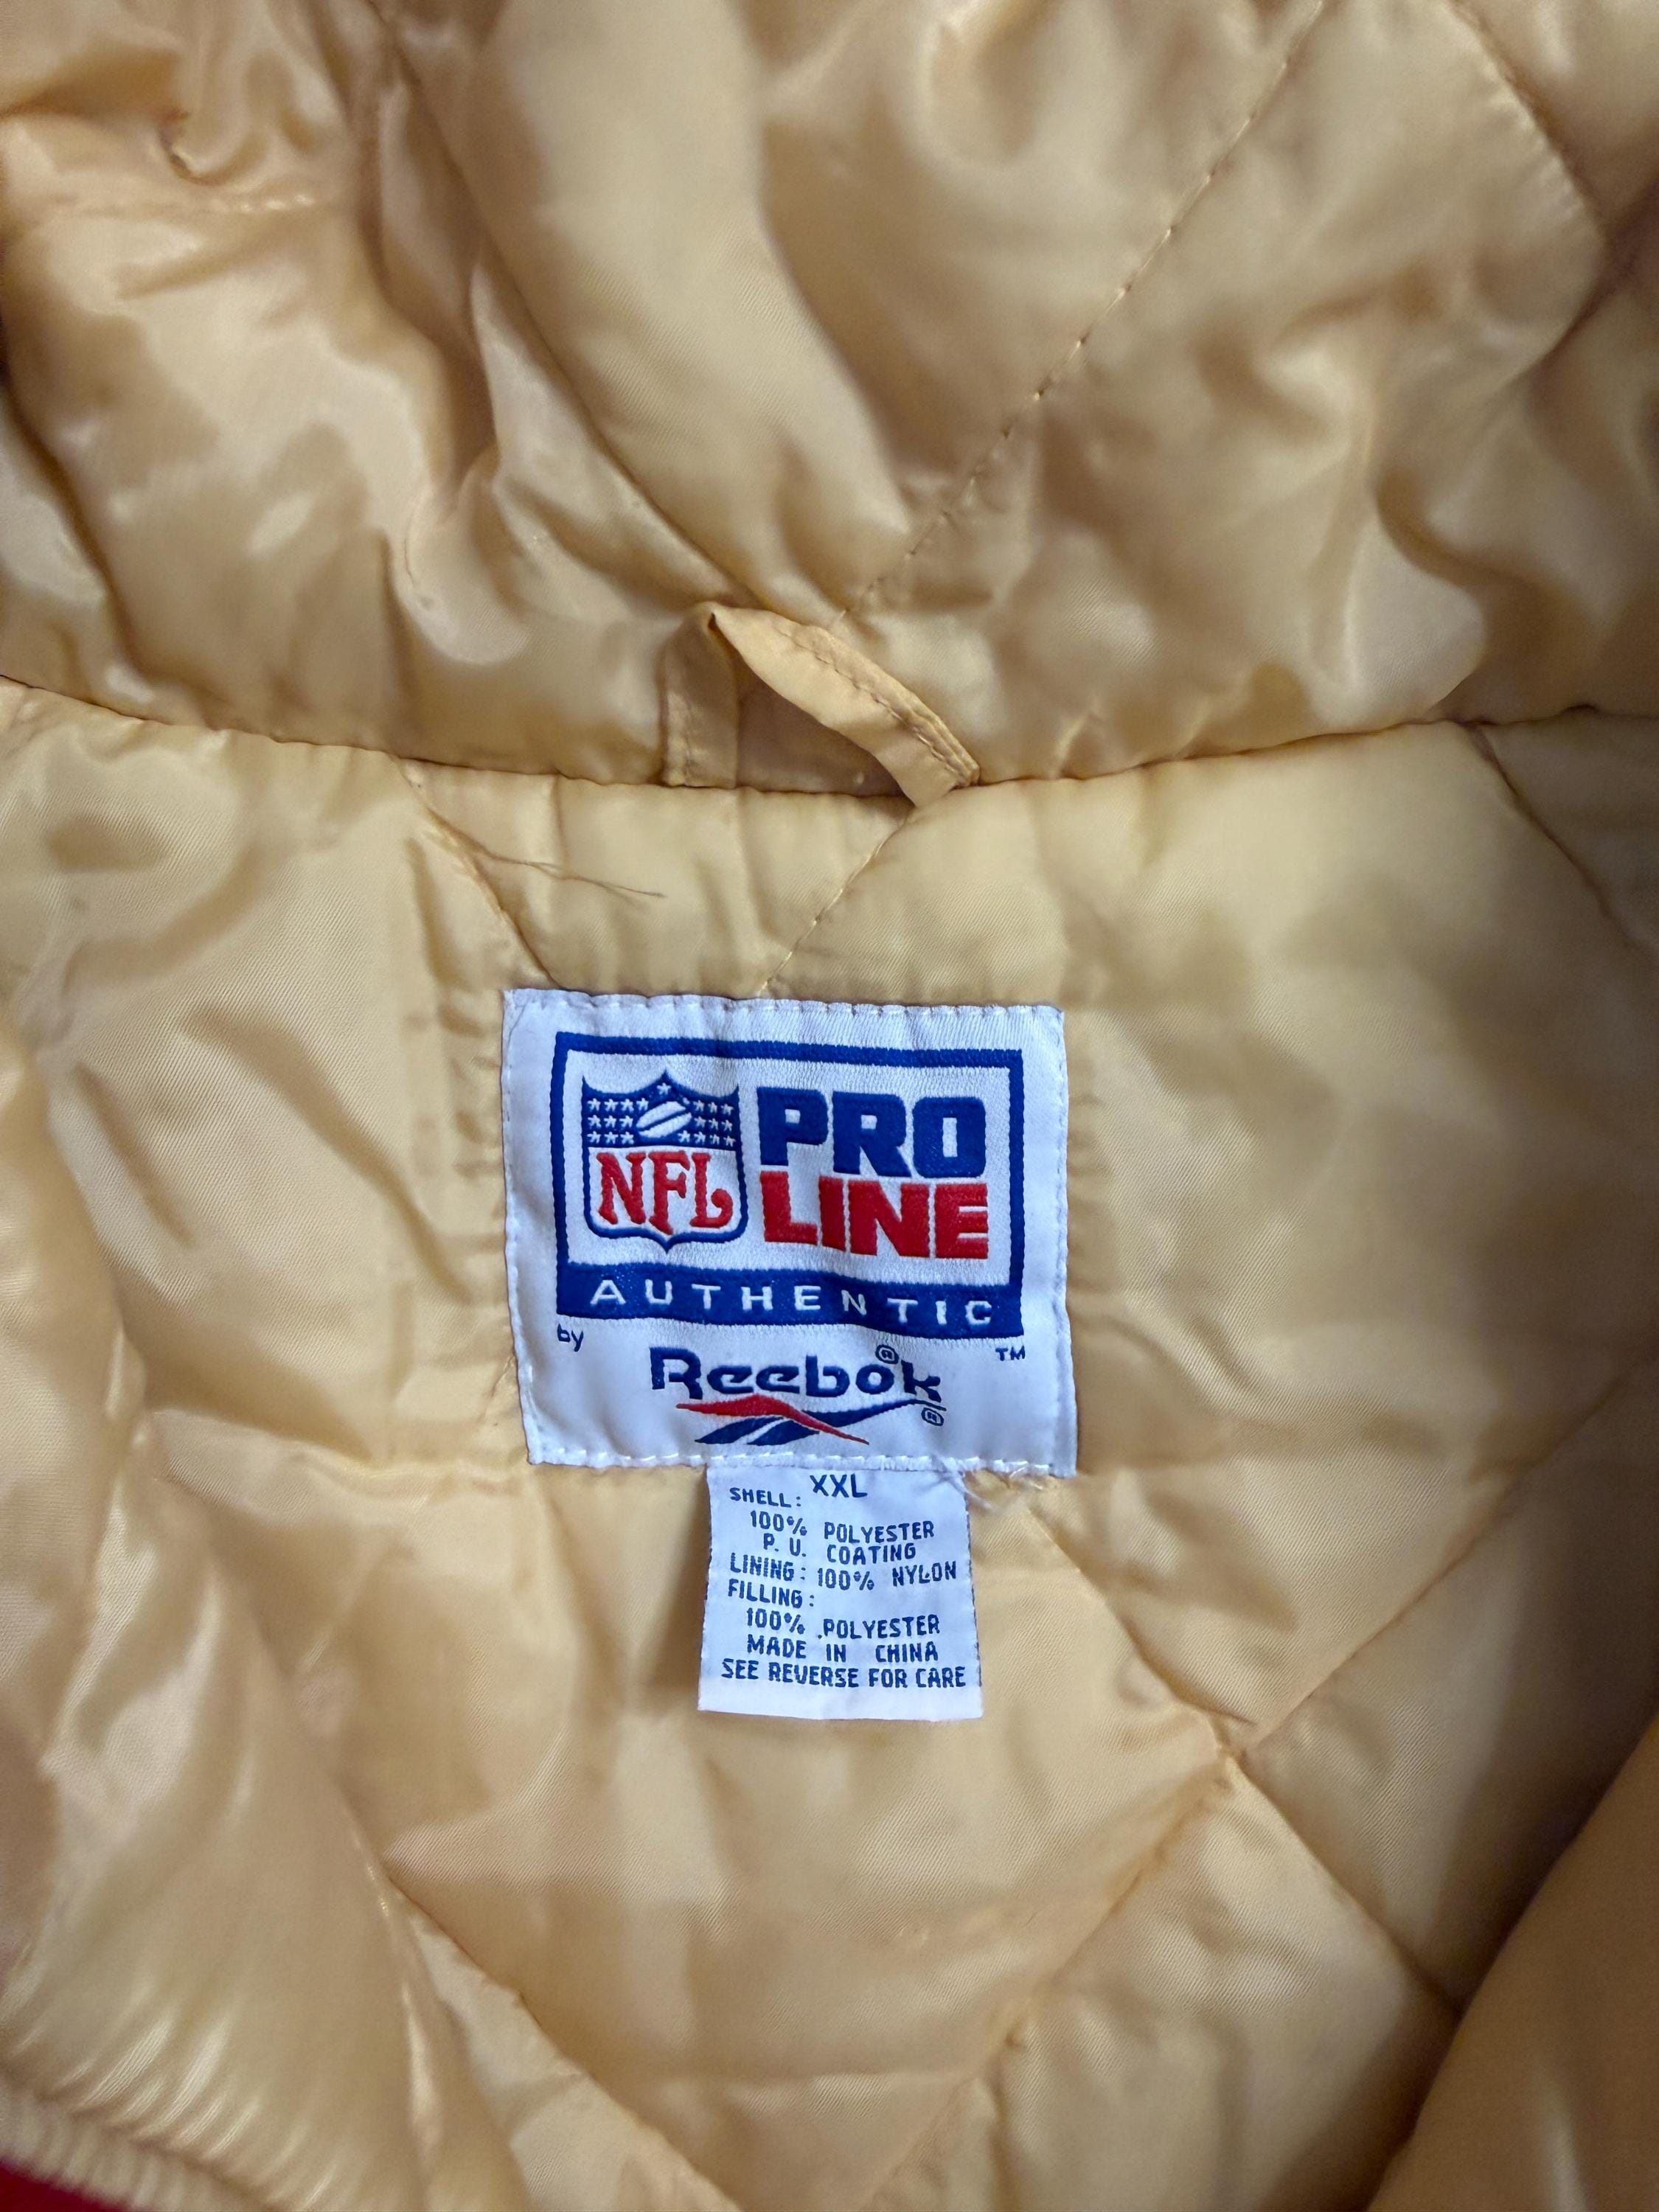 NFL
PRO
LINE
AUTHENTIC
by
TM
Reebok®
®
XXL
SHELL:
100% POLYESTER
P. U. COATING
LINING: 100% NYLON
FILLING:
100% .POLYESTER
MADE IN CHINA
SEE REVERSE FOR CARE